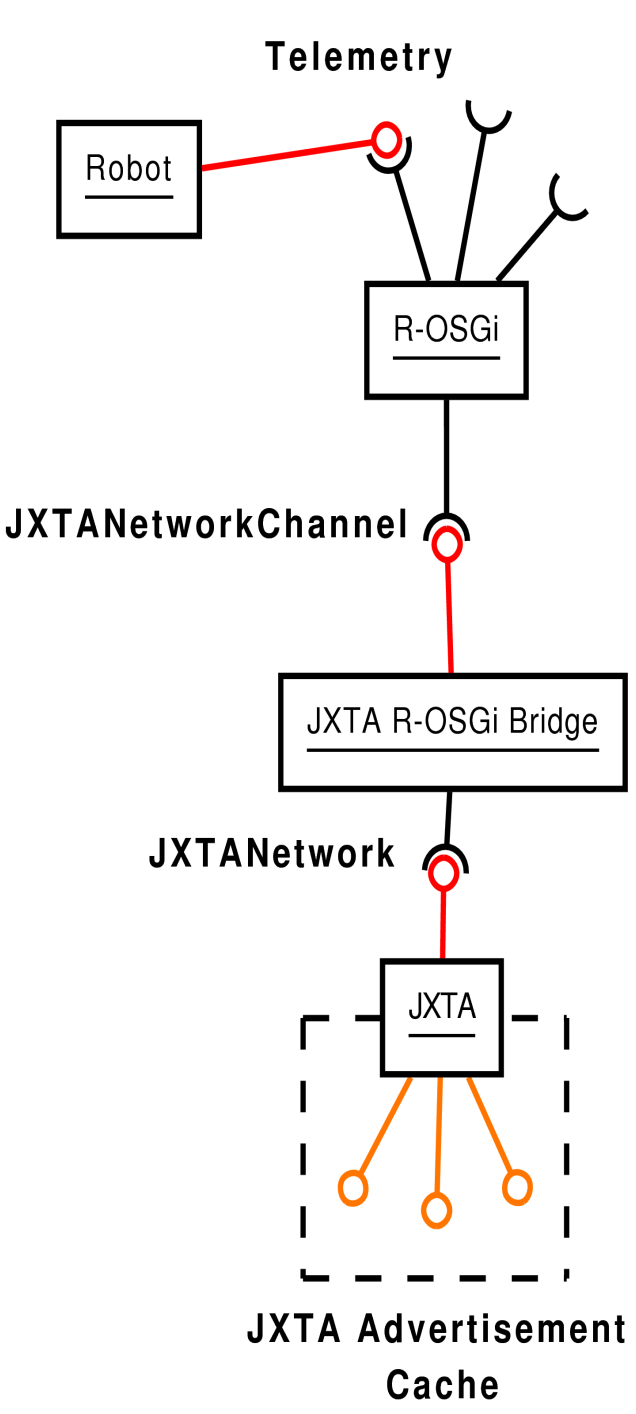 Telemetry
Robot
R-OSGi
JXTANetworkChannel
JXTA R-OSGi Bridge
JXTANetwork
JXTA
JXTA Advertisement
Cache